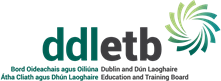 ddletb
Bord Oideachais agus Oiliúna Dublin and Dún Laoghaire
Átha Cliath agus Dhún Laoghaire Education and Training Board